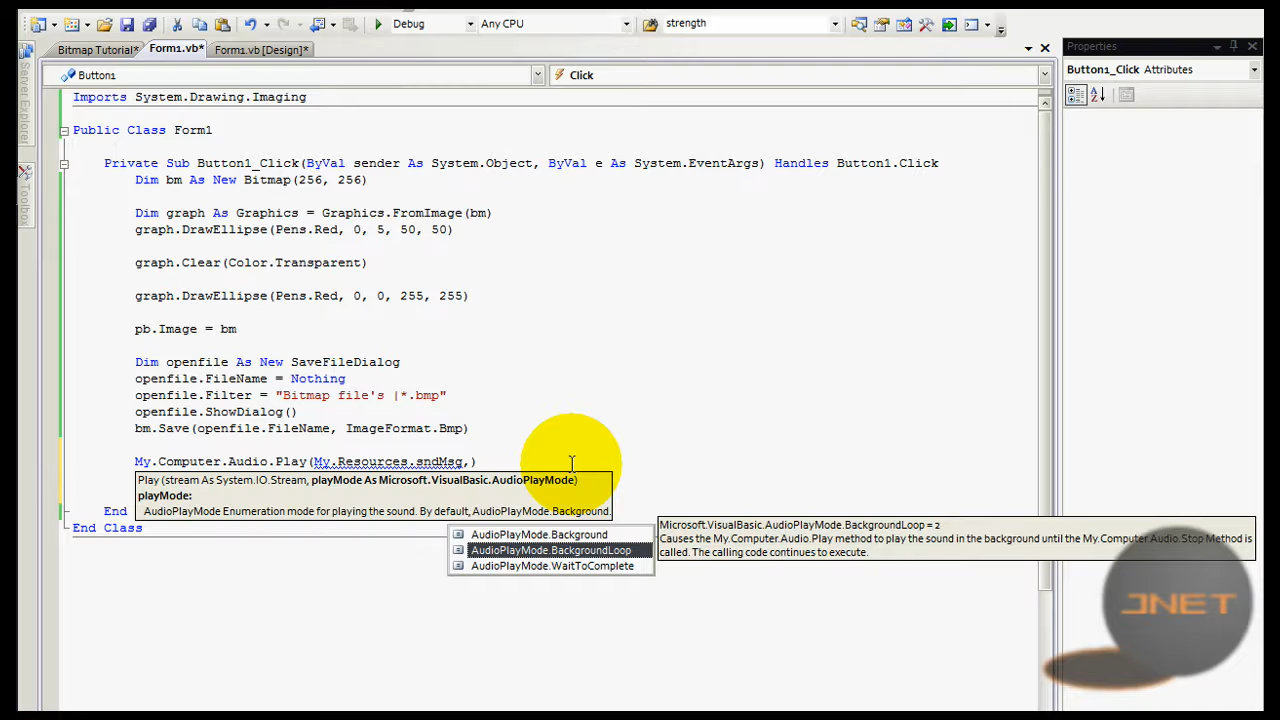 Debug Any CPU strength
Bitmap Tutorial* Form1.vb* Form1.vb [Design]*
Properties
Button1 Click
Button1_Click Attributes
Server Explorer
Toolbox
Imports System.Drawing.Imaging
Public Class Form1
Private Sub Button1_Click(ByVal sender As System.Object, ByVal e As System.EventArgs) Handles Button1.Click
Dim bm As New Bitmap(256, 256)
Dim graph As Graphics = Graphics.FromImage(bm)
graph.DrawEllipse(Pens.Red, 0, 5, 50, 50)
graph.Clear(Color.Transparent)
graph.DrawEllipse(Pens.Red, 0, 0, 255, 255)
pb.Image = bm
Dim openfile As New SaveFileDialog
openfile.FileName = Nothing
openfile.Filter = "Bitmap file's |*.bmp"
openfile.ShowDialog()
bm.Save(openfile.FileName, ImageFormat.Bmp)
My.Computer.Audio.Play(My.Resources.sndMsg,)
Play (stream As System.IO.Stream, playMode As Microsoft.VisualBasic.AudioPlayMode)
playMode:
AudioPlayMode Enumeration mode for playing the sound. By default, AudioPlayMode.Background.
End
End Class
AudioPlayMode.Background
AudioPlayMode.BackgroundLoop
AudioPlayMode.WaitToComplete
Microsoft.VisualBasic.AudioPlayMode.BackgroundLoop = 2
Causes the My.Computer.Audio.Play method to play the sound in the background until the My.Computer.Audio.Stop Method is
called. The calling code continues to execute.
JNET